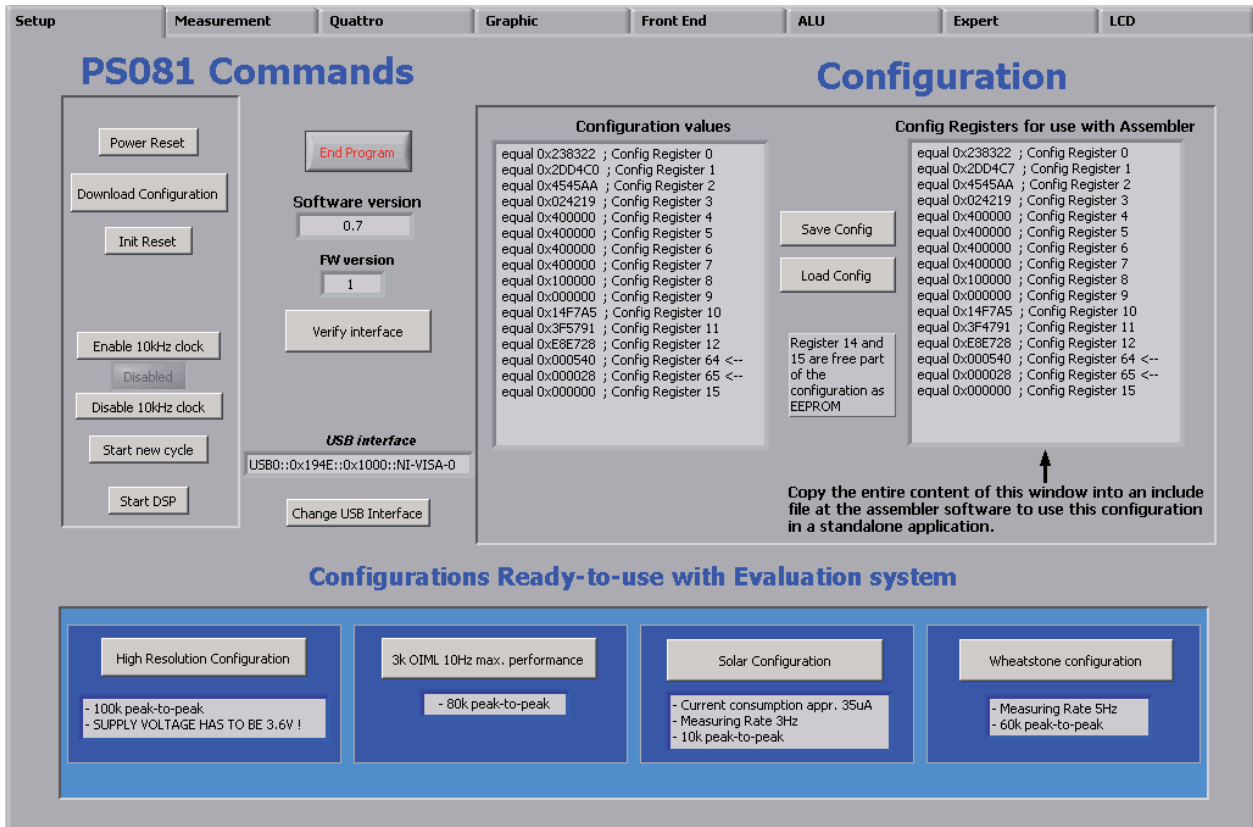 Setup
Measurement
Quattro
Graphic
Front End
ALU
Expert
LCD
PS081 Commands
Power Reset
Download Configuration
Init Reset
Enable 10kHz clock
Disabled
Disable 10kHz clock
Start new cycle
Start DSP
End Program
Software version
0.7
FW version
1
Verify interface
USB interface
USB0::0x194E::0x1000::NI-VISA-0
Change USB Interface
Configuration
Configuration values
equal 0x238322 ; Config Register 0
equal 0x2DD4C0 ; Config Register 1
equal 0x4545AA ; Config Register 2
equal 0x024219 ; Config Register 3
equal 0x400000 ; Config Register 4
equal 0x400000 ; Config Register 5
equal 0x400000 ; Config Register 6
equal 0x400000 ; Config Register 7
equal 0x100000 ; Config Register 8
equal 0x000000 ; Config Register 9
equal 0x14F7A5 ; Config Register 10
equal 0x3F5791 ; Config Register 11
equal 0xE8E728 ; Config Register 12
equal 0x000540 ; Config Register 64 <--
equal 0x000028 ; Config Register 65 <--
equal 0x000000 ; Config Register 15
Save Config
Load Config
Register 14 and
15 are free part
of the
configuration as
EEPROM
Config Registers for use with Assembler
equal 0x238322 ; Config Register 0
equal 0x2DD4C7 ; Config Register 1
equal 0x4545AA ; Config Register 2
equal 0x024219 ; Config Register 3
equal 0x400000 ; Config Register 4
equal 0x400000 ; Config Register 5
equal 0x400000 ; Config Register 6
equal 0x400000 ; Config Register 7
equal 0x100000 ; Config Register 8
equal 0x000000 ; Config Register 9
equal 0x14F7A5 ; Config Register 10
equal 0x3F4791 ; Config Register 11
equal 0xE8E728 ; Config Register 12
equal 0x000540 ; Config Register 64 <--
equal 0x000028 ; Config Register 65 <--
equal 0x000000 ; Config Register 15
Copy the entire content of this window into an include
file at the assembler software to use this configuration
in a standalone application.
Configurations Ready-to-use with Evaluation system
High Resolution Configuration
- 100k peak-to-peak
- SUPPLY VOLTAGE HAS TO BE 3.6V !
3k OIML 10Hz max. performance
- 80k peak-to-peak
Solar Configuration
- Current consumption appr. 35uA
- Measuring Rate 3Hz
- 10k peak-to-peak
Wheatstone configuration
- Measuring Rate 5Hz
- 60k peak-to-peak